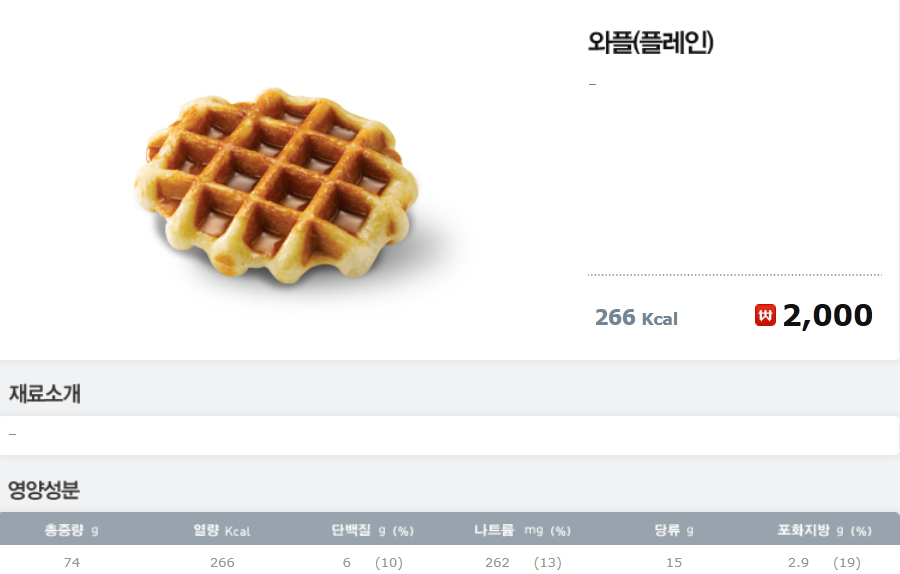 와플(플레인)
–
266 Kcal ₩ 2,000
재료소개
–
영양성분
총중량 g 열량 Kcal 단백질 g (%) 나트륨 mg (%) 당류 g 포화지방 g (%)
74 266 6 (10) 262 (13) 15 2.9 (19)